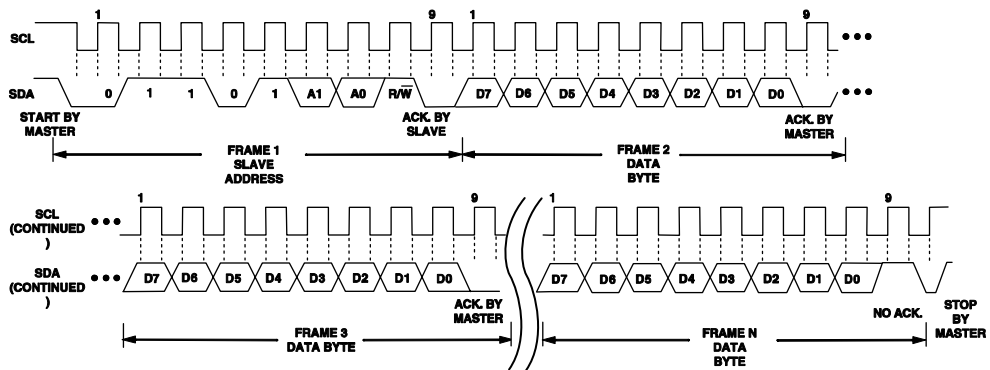 1 9 1 9
SCL
SDA 0 1 1 0 1 A1 A0 R/W D7 D6 D5 D4 D3 D2 D1 D0
START BY
MASTER
ACK. BY
SLAVE
ACK. BY
MASTER
FRAME 1
SLAVE
ADDRESS
FRAME 2
DATA
BYTE
1 9 1 9
SCL
(CONTINUED
)
SDA
(CONTINUED
)
D7 D6 D5 D4 D3 D2 D1 D0 D7 D6 D5 D4 D3 D2 D1 D0
ACK. BY
MASTER
NO ACK.
STOP
BY
MASTER
FRAME 3
DATA BYTE
FRAME N
DATA
BYTE